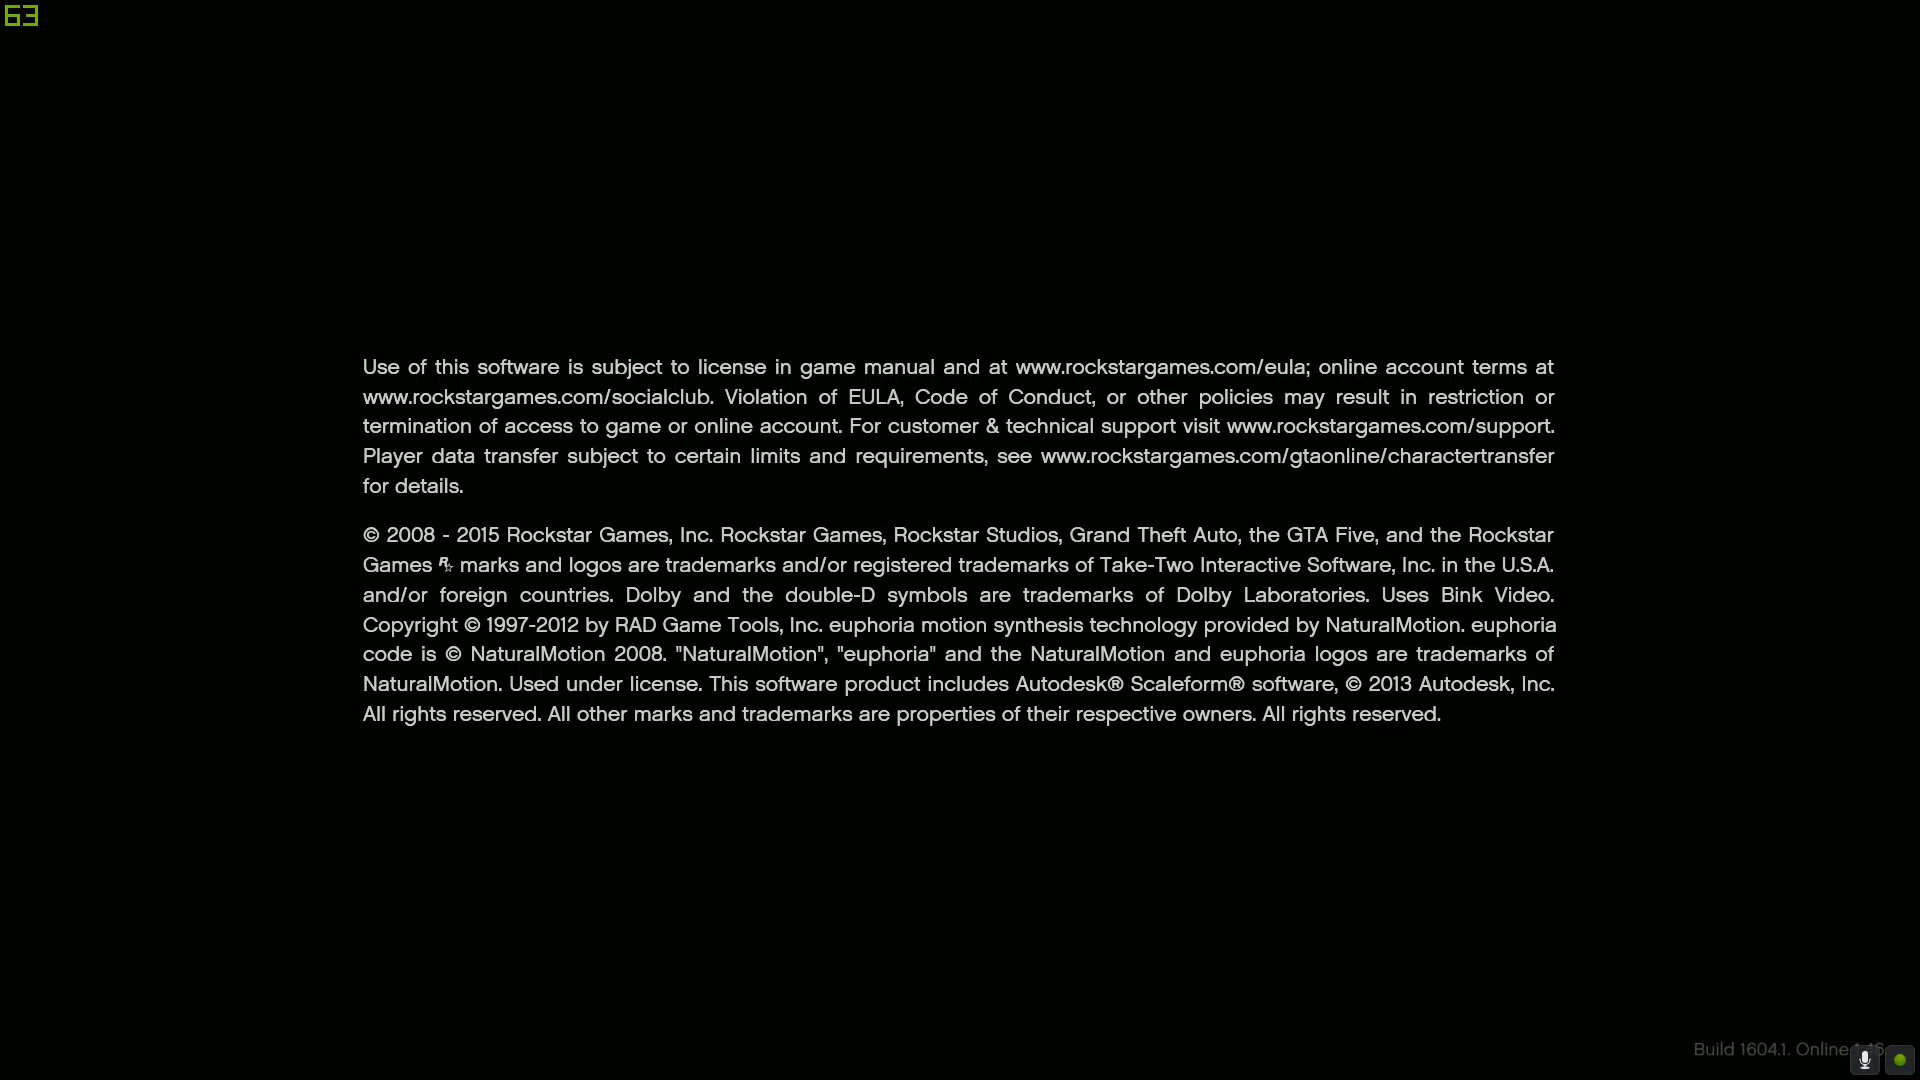 63
Use of this software is subject to license in game manual and at www.rockstargames.com/eula; online account terms at
www.rockstargames.com/socialclub. Violation of EULA, Code of Conduct, or other policies may result in restriction or
termination of access to game or online account. For customer & technical support visit www.rockstargames.com/support.
Player data transfer subject to certain limits and requirements, see www.rockstargames.com/gtaonline/charactertransfer
for details.
© 2008 - 2015 Rockstar Games, Inc. Rockstar Games, Rockstar Studios, Grand Theft Auto, the GTA Five, and the Rockstar
Games R marks and logos are trademarks and/or registered trademarks of Take-Two Interactive Software, Inc. in the U.S.A.
and/or foreign countries. Dolby and the double-D symbols are trademarks of Dolby Laboratories. Uses Bink Video.
Copyright © 1997-2012 by RAD Game Tools, Inc. euphoria motion synthesis technology provided by NaturalMotion. euphoria
code is © NaturalMotion 2008. "NaturalMotion", "euphoria" and the NaturalMotion and euphoria logos are trademarks of
NaturalMotion. Used under license. This software product includes Autodesk® Scaleform® software, © 2013 Autodesk, Inc.
All rights reserved. All other marks and trademarks are properties of their respective owners. All rights reserved.
Build 1604.1. Online